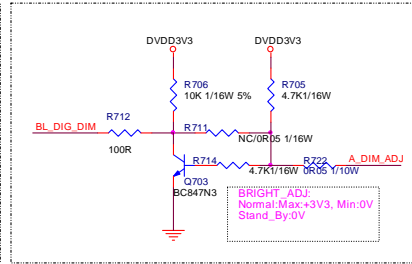 DVDD3V3
DVDD3V3
R706
10K 1/16W 5%
R705
4.7K1/16W
R712
BL_DIG_DIM
100R
R711
NC/0R05 1/16W
R714
4.7K1/16W
R722
0R05 1/10W
A_DIM_ADJ
Q703
BC847N3
BRIGHT_ADJ:
Normal:Max:+3V3, Min:0V
Stand_By:0V